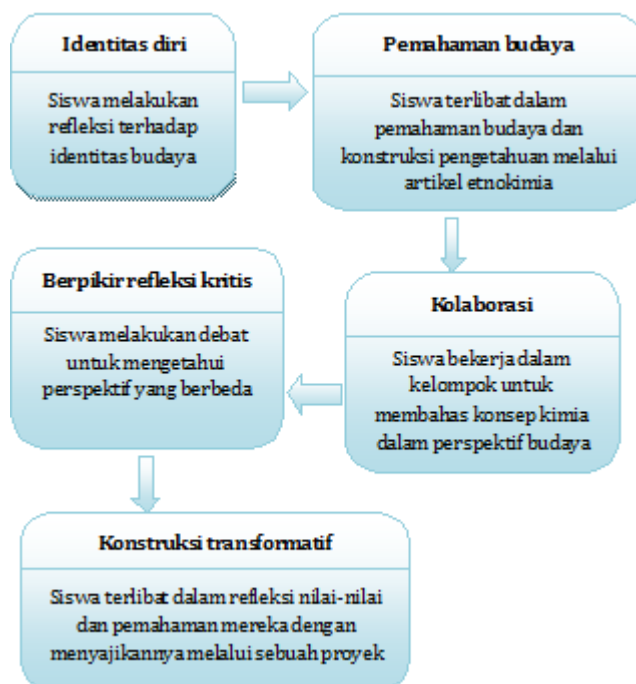 Identitas diri
Siswa melakukan
refleksi terhadap
identitas budaya
Pemahaman budaya
Siswa terlibat dalam
pemahaman budaya dan
konstruksi pengetahuan melalui
artikel etnokimia
Kolaborasi
Siswa bekerja dalam
kelompok untuk
membahas konsep kimia
dalam perspektif budaya
Berpikir refleksi kritis
Siswa melakukan debat
untuk mengetahui
perspektif yang berbeda
Konstruksi transformatif
Siswa terlibat dalam refleksi nilai-nilai
dan pemahaman mereka dengan
menyajikannya melalui sebuah proyek